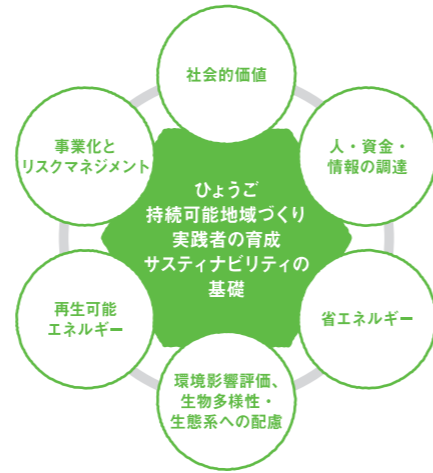 社会的価値
人・資金・
情報の調達
省エネルギー
環境影響評価、
生物多様性・
生態系への配慮
再生可能
エネルギー
事業化と
リスクマネジメント
ひょうご
持続可能地域づくり
実践者の育成
サスティナビリティの
基礎